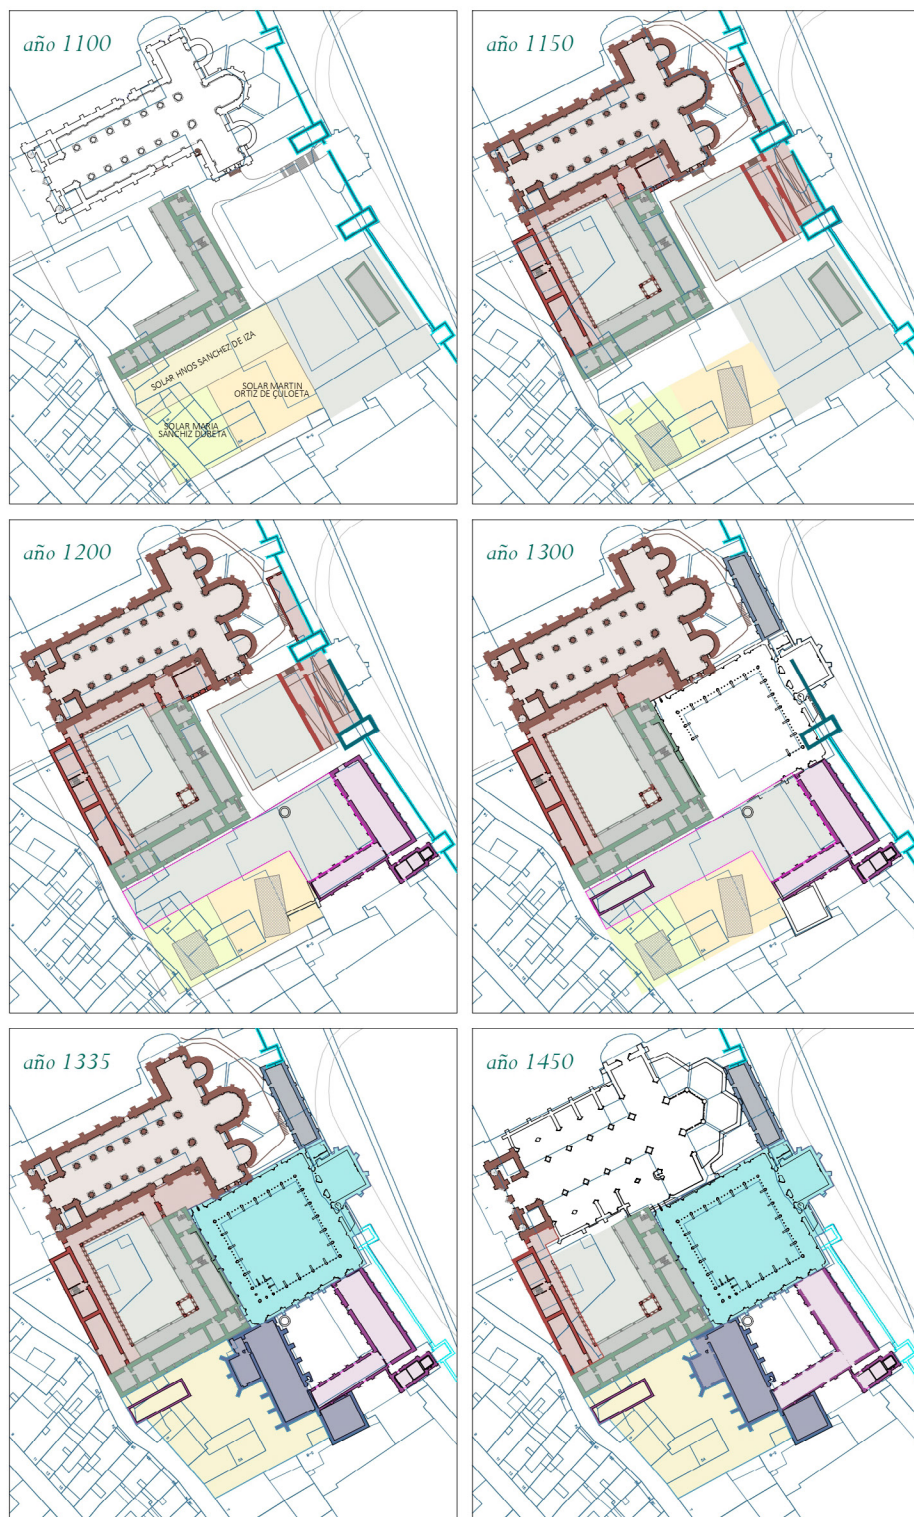 año 1100
SOLAR HNOS SANCHEZ DE IZA
SOLAR MARTIN
ORTIZ DE ÇULOETA
SOLAR MARIA
SANCHIZ DUBETA
año 1150
año 1200
año 1300
año 1335
año 1450